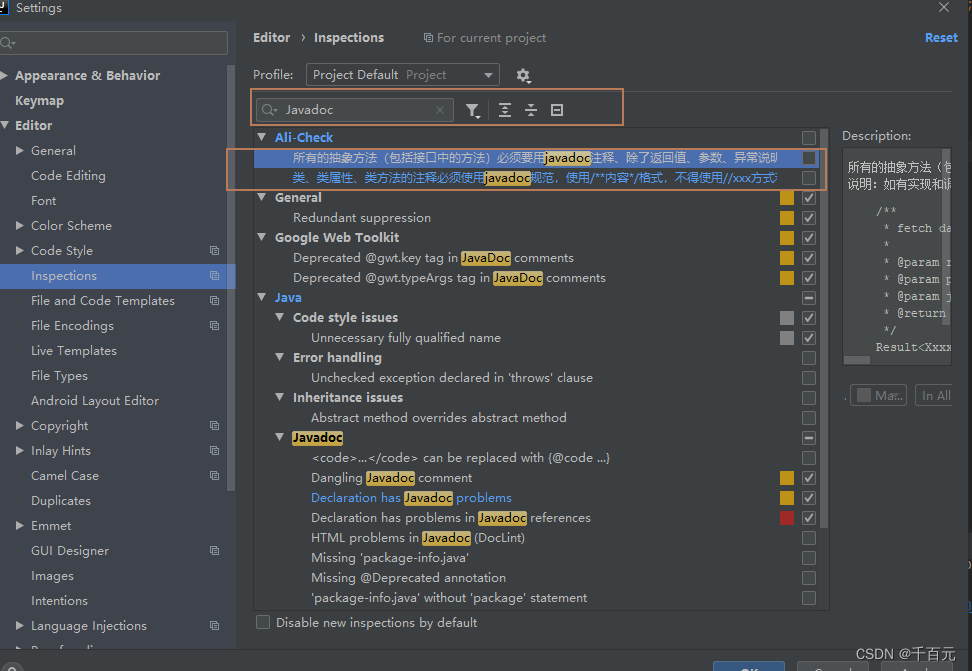 Settings
Editor › Inspections For current project Reset
Profile: Project Default Project
Javadoc
Appearance & Behavior
Keymap
Editor
General
Code Editing
Font
Color Scheme
Code Style
Inspections
File and Code Templates
File Encodings
Live Templates
File Types
Android Layout Editor
Copyright
Inlay Hints
Camel Case
Duplicates
Emmet
GUI Designer
Images
Intentions
Language Injections
Ali-Check
所有的抽象方法（包括接口中的方法）必须要用javadoc注释、除了返回值、参数、异常说明
类、类属性、类方法的注释必须使用javadoc规范，使用/**内容*/格式，不得使用//xxx方式
General
Redundant suppression
Google Web Toolkit
Deprecated @gwt.key tag in JavaDoc comments
Deprecated @gwt.typeArgs tag in JavaDoc comments
Java
Code style issues
Unnecessary fully qualified name
Error handling
Unchecked exception declared in 'throws' clause
Inheritance issues
Abstract method overrides abstract method
Javadoc
<code>...</code> can be replaced with {@code ...}
Dangling Javadoc comment
Declaration has Javadoc problems
Declaration has problems in Javadoc references
HTML problems in Javadoc (DocLint)
Missing 'package-info.java'
Missing @Deprecated annotation
'package-info.java' without 'package' statement
Disable new inspections by default
Description:
所有的抽象方法（
说明：如有实现和
/**
* fetch da
*
* @param
* @param p
* @param j
* @return
*/
Result<Xxxx
In All
OK
CSDN @千百元